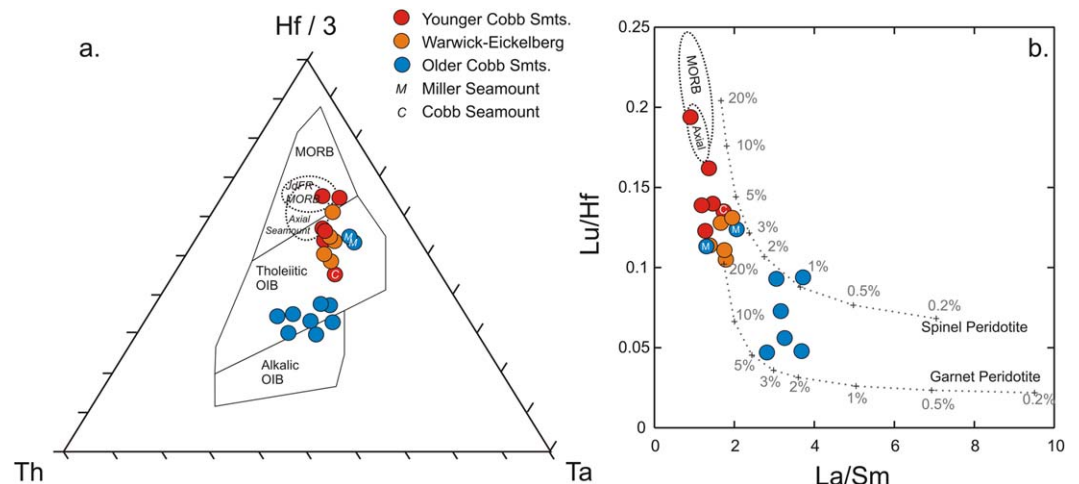 a.
Hf / 3
Younger Cobb Smts.
Warwick-Eickelberg
Older Cobb Smts.
M Miller Seamount
C Cobb Seamount
MORB
JdFR
MORB
Axial
Seamount
M
M
C
Tholeiitic
OIB
Alkalic
OIB
Th
Ta
b.
Lu/Hf
0.25
0.2
0.15
0.1
0.05
0
MORB
Axial
20%
10%
5%
3%
2%
1%
0.5%
0.2%
Spinel Peridotite
C
M
M
20%
10%
5%
3%
2%
1%
0.5%
0.2%
Garnet Peridotite
0
2
4
6
8
10
La/Sm